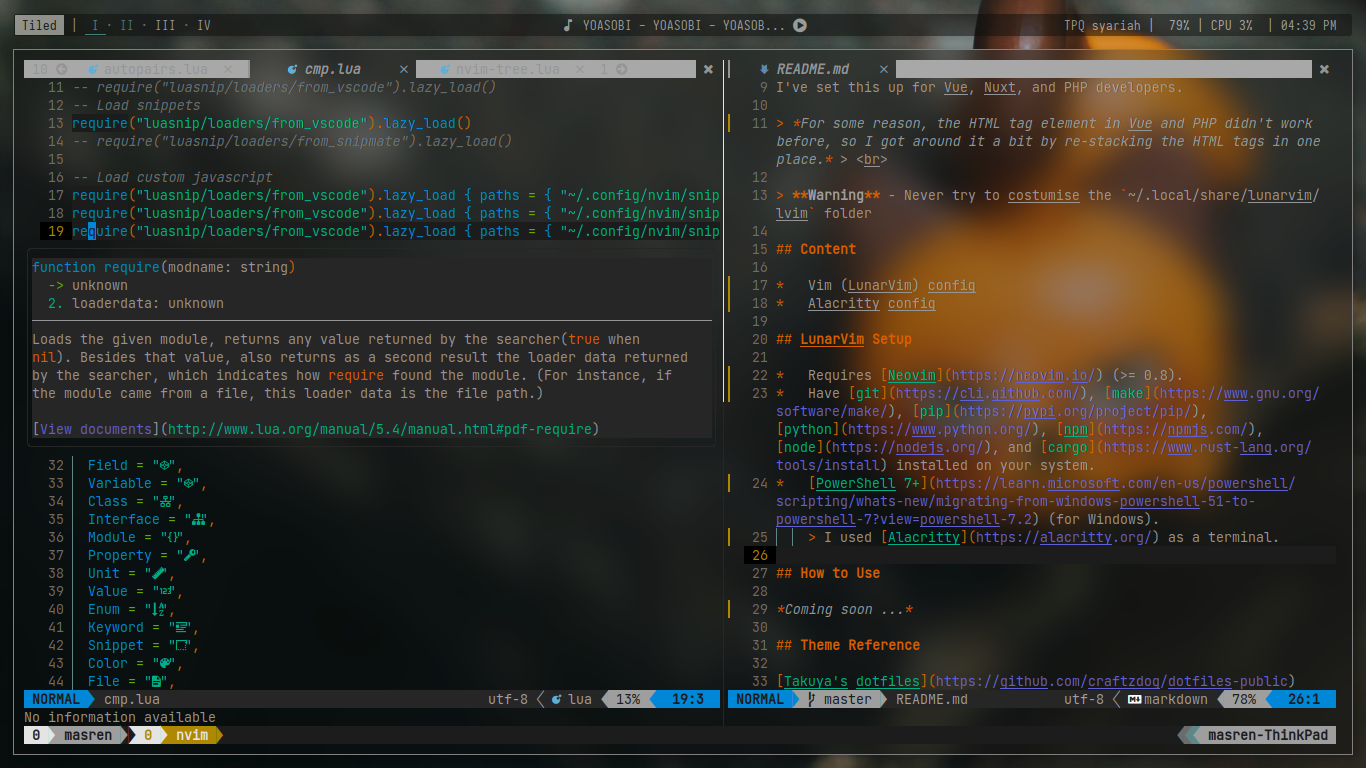 Tiled | I · II · III · IV
YOASOBI - YOASOBI - YOASOB...
TPQ syariah | 79% | CPU 3% | 04:39 PM
10 autopairs.lua × cmp.lua × nvim-tree.lua × 1
11 -- require("luasnip/loaders/from_vscode").lazy_load()
12 -- Load snippets
13 require("luasnip/loaders/from_vscode").lazy_load()
14 -- require("luasnip/loaders/from_snipmate").lazy_load()
15
16 -- Load custom javascript
17 require("luasnip/loaders/from_vscode").lazy_load { paths = { "~/.config/nvim/snip
18 require("luasnip/loaders/from_vscode").lazy_load { paths = { "~/.config/nvim/snip
19 require("luasnip/loaders/from_vscode").lazy_load { paths = { "~/.config/nvim/snip
function require(modname: string)
-> unknown
2. loaderdata: unknown
Loads the given module, returns any value returned by the searcher(true when
nil). Besides that value, also returns as a second result the loader data returned
by the searcher, which indicates how require found the module. (For instance, if
the module came from a file, this loader data is the file path.)
[View documents](http://www.lua.org/manual/5.4/manual.html#pdf-require)
32 Field = "",
33 Variable = "",
34 Class = "",
35 Interface = "",
36 Module = "{}",
37 Property = "",
38 Unit = "",
39 Value = "123",
40 Enum = "",
41 Keyword = "",
42 Snippet = "",
43 Color = "",
44 File = "",
NORMAL cmp.lua utf-8 lua 13% 19:3
README.md ×
9 I've set this up for Vue, Nuxt, and PHP developers.
10
11 > *For some reason, the HTML tag element in Vue and PHP didn't work
before, so I got around it a bit by re-stacking the HTML tags in one
place.* > <br>
12
13 > **Warning** - Never try to costumise the `~/.local/share/lunarvim/
lvim` folder
14
15 ## Content
16
17 * Vim (LunarVim) config
18 * Alacritty config
19
20 ## LunarVim Setup
21
22 * Requires [Neovim](https://neovim.io/) (>= 0.8).
23 * Have [git](https://cli.github.com/), [make](https://www.gnu.org/
software/make/), [pip](https://pypi.org/project/pip/),
[python](https://www.python.org/), [npm](https://npmjs.com/),
[node](https://nodejs.org/), and [cargo](https://www.rust-lang.org/
tools/install) installed on your system.
24 * [PowerShell 7+](https://learn.microsoft.com/en-us/powershell/
scripting/whats-new/migrating-from-windows-powershell-51-to-
powershell-7?view=powershell-7.2) (for Windows).
25 > I used [Alacritty](https://alacritty.org/) as a terminal.
26
27 ## How to Use
28
29 *Coming soon ...*
30
31 ## Theme Reference
32
33 [Takuya's dotfiles](https://github.com/craftzdog/dotfiles-public)
NORMAL master README.md utf-8 markdown 78% 26:1
No information available
0 masren 0 nvim
masren-ThinkPad